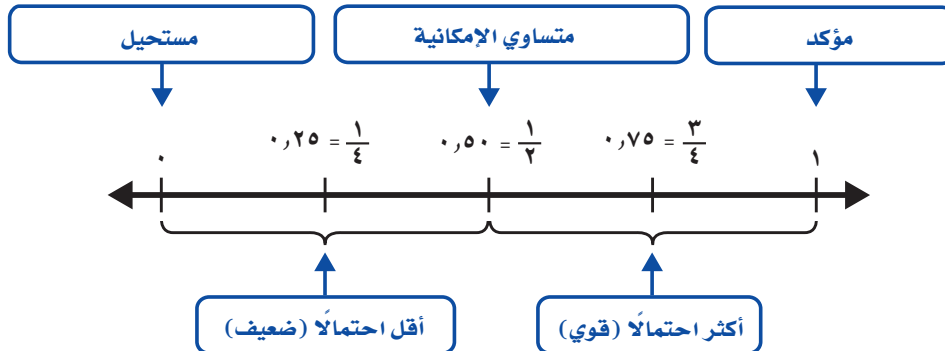 مؤكد
متساوي الإمكانية
مستحيل
٠٫٢٥ = ١/٤
٠٫٥٠ = ١/٢
٠٫٧٥ = ٣/٤
٠
١
أكثر احتمالًا (قوي)
أقل احتمالًا (ضعيف)